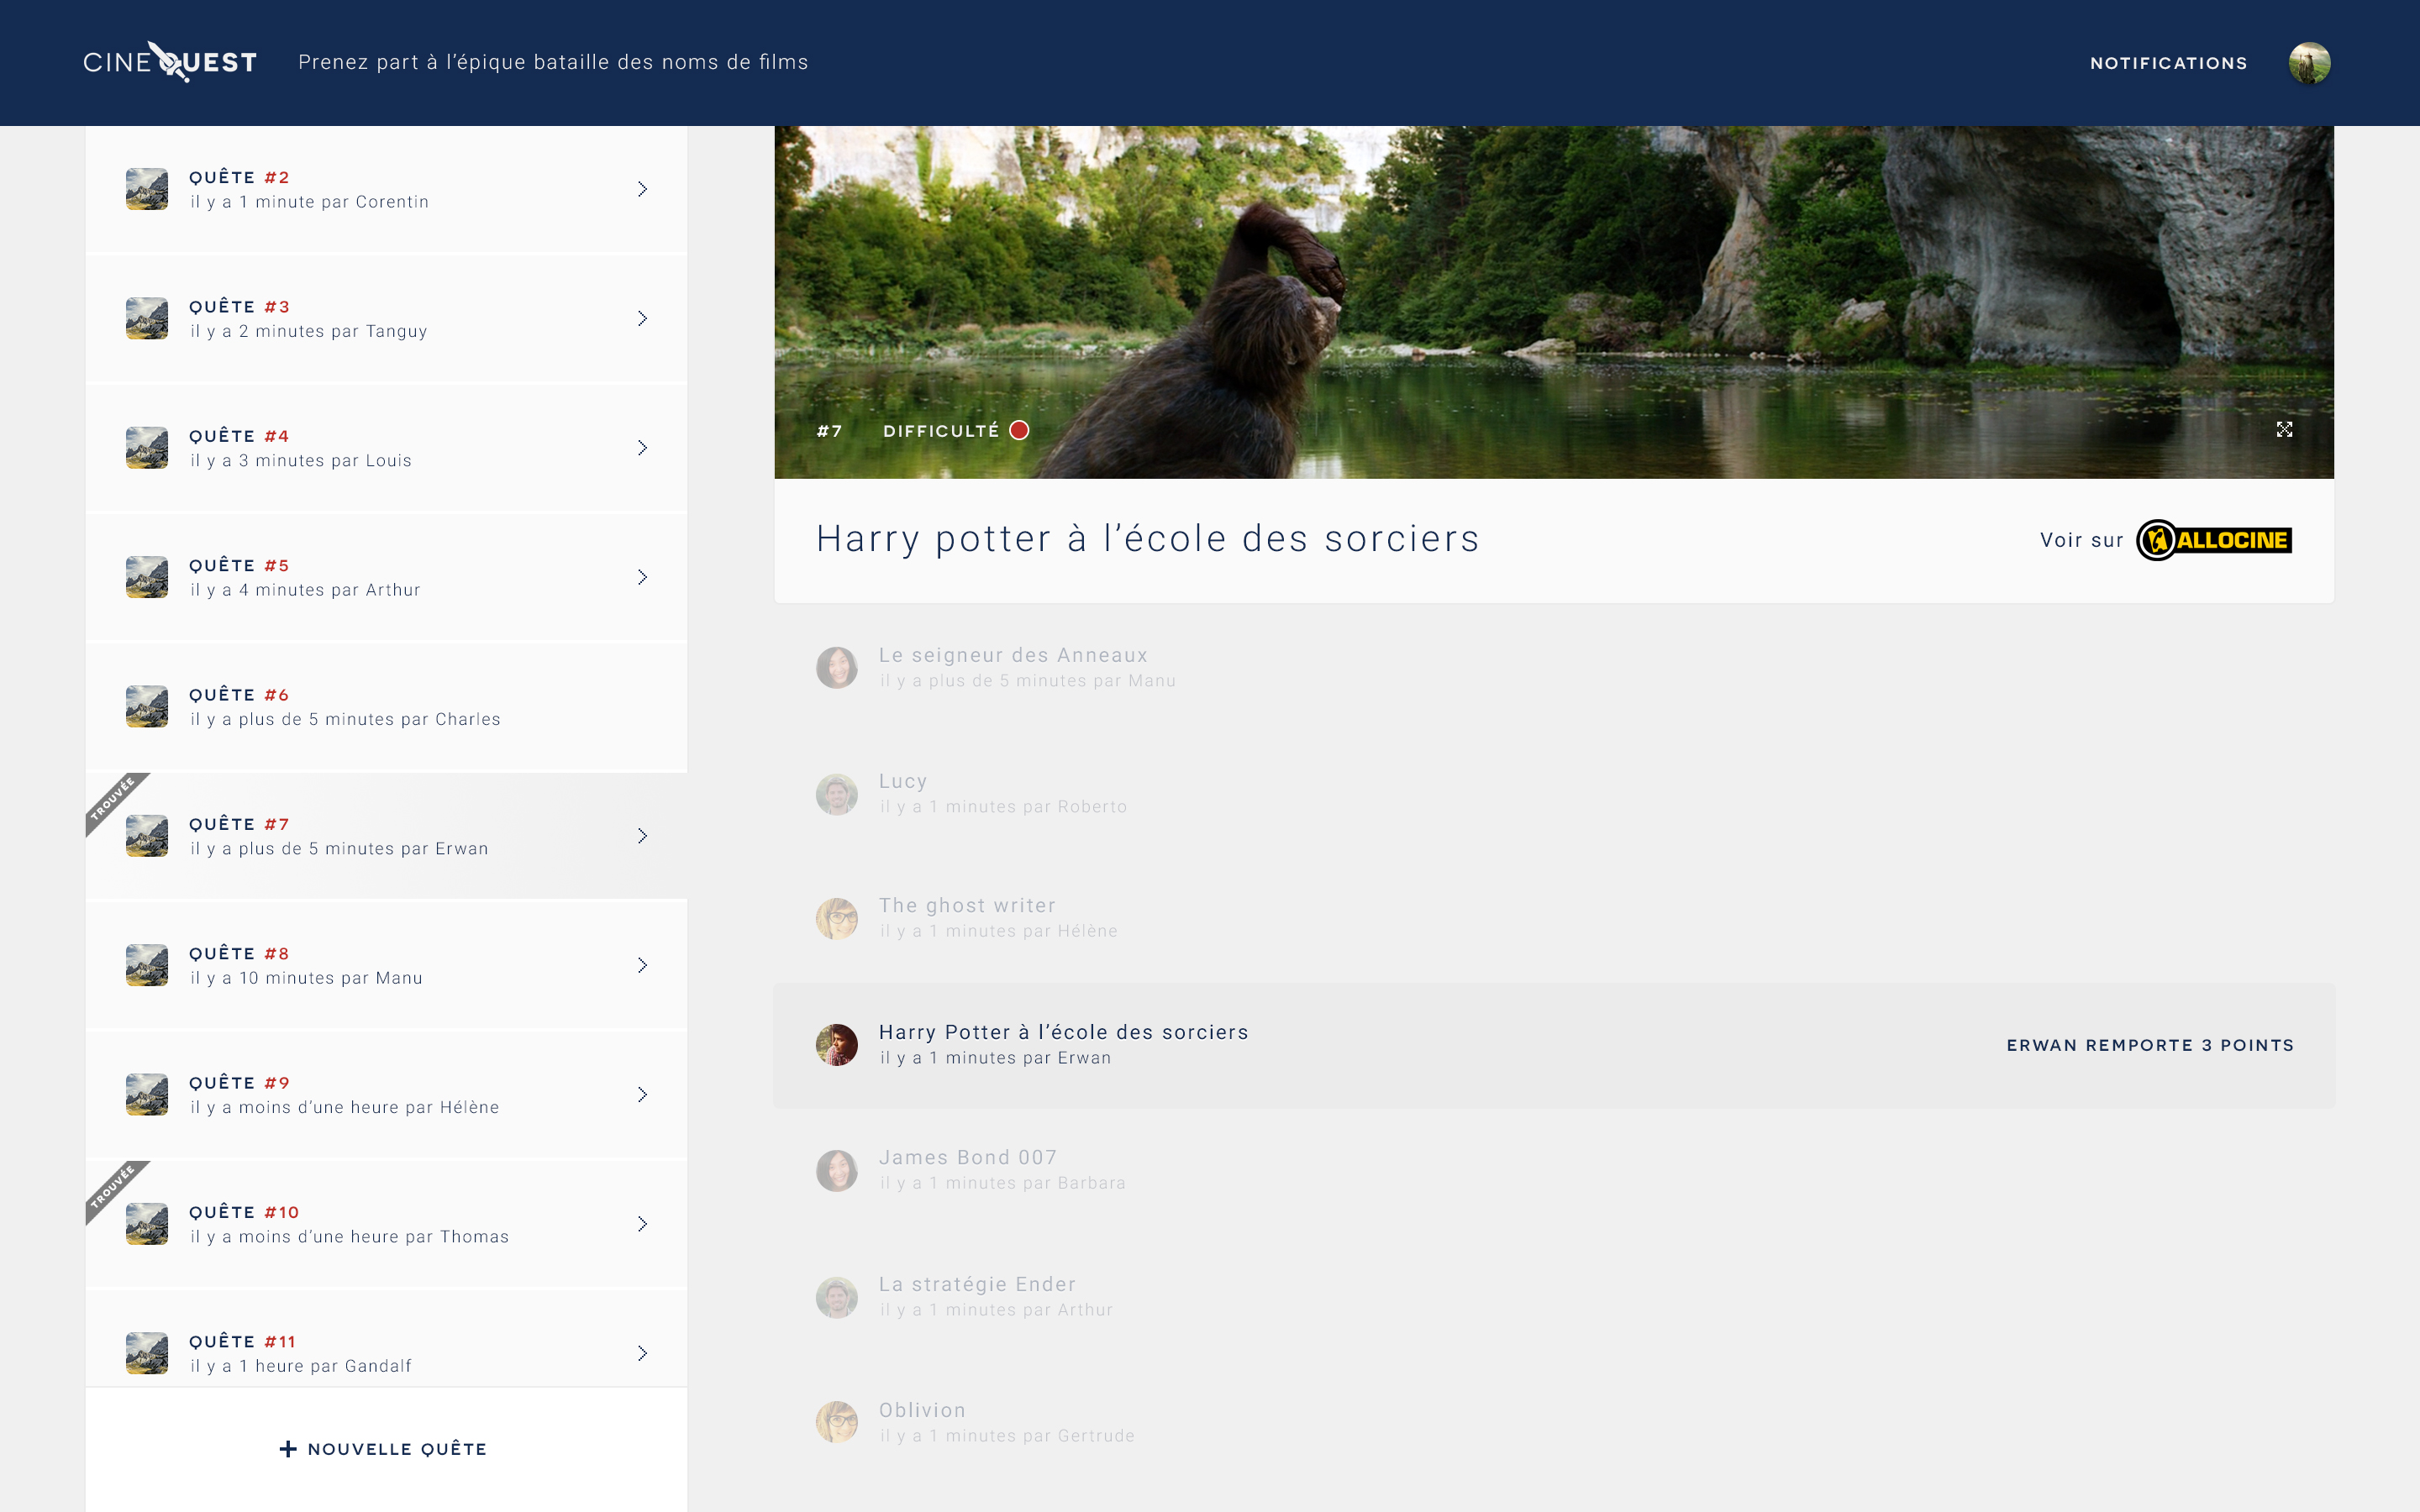 CINEQUEST
Prenez part à l’épique bataille des noms de films
NOTIFICATIONS
QUÊTE #2
il y a 1 minute par Corentin
QUÊTE #3
il y a 2 minutes par Tanguy
QUÊTE #4
il y a 3 minutes par Louis
QUÊTE #5
il y a 4 minutes par Arthur
QUÊTE #6
il y a plus de 5 minutes par Charles
TROUVÉE
QUÊTE #7
il y a plus de 5 minutes par Erwan
QUÊTE #8
il y a 10 minutes par Manu
QUÊTE #9
il y a moins d’une heure par Hélène
TROUVÉE
QUÊTE #10
il y a moins d’une heure par Thomas
QUÊTE #11
il y a 1 heure par Gandalf
NOUVELLE QUÊTE
#7 DIFFICULTÉ
Harry potter à l’école des sorciers
Voir sur ALLOCINE
Le seigneur des Anneaux
il y a plus de 5 minutes par Manu
Lucy
il y a 1 minutes par Roberto
The ghost writer
il y a 1 minutes par Hélène
Harry Potter à l’école des sorciers
il y a 1 minutes par Erwan
ERWAN REMPORTE 3 POINTS
James Bond 007
il y a 1 minutes par Barbara
La stratégie Ender
il y a 1 minutes par Arthur
Oblivion
il y a 1 minutes par Gertrude